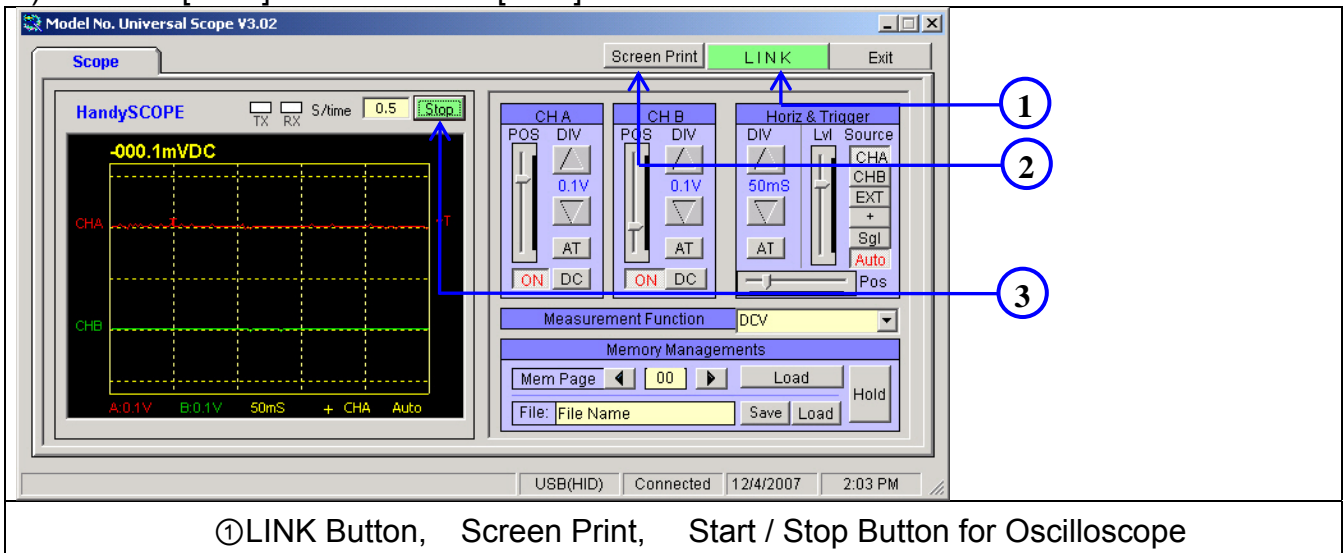 Model No. Universal Scope V3.02
Scope
Screen Print LINK Exit
1
HandySCOPE TX RX S/time 0.5 Stop
CH A CH B Horiz & Trigger
POS DIV POS DIV DIV Lvl Source
2
-000.1mVDC
CHA
0.1V 0.1V 50mS CHB
EXT
+
CHA T T
Sgl
AT AT AT Auto
ON DC ON DC Pos
3
CHB
Measurement Function DCV
Memory Managements
Mem Page 00 Load
Hold
A:0.1V B:0.1V 50mS + CHA Auto
File: File Name Save Load
USB(HID) Connected 12/4/2007 2:03 PM
①LINK Button, Screen Print, Start / Stop Button for Oscilloscope